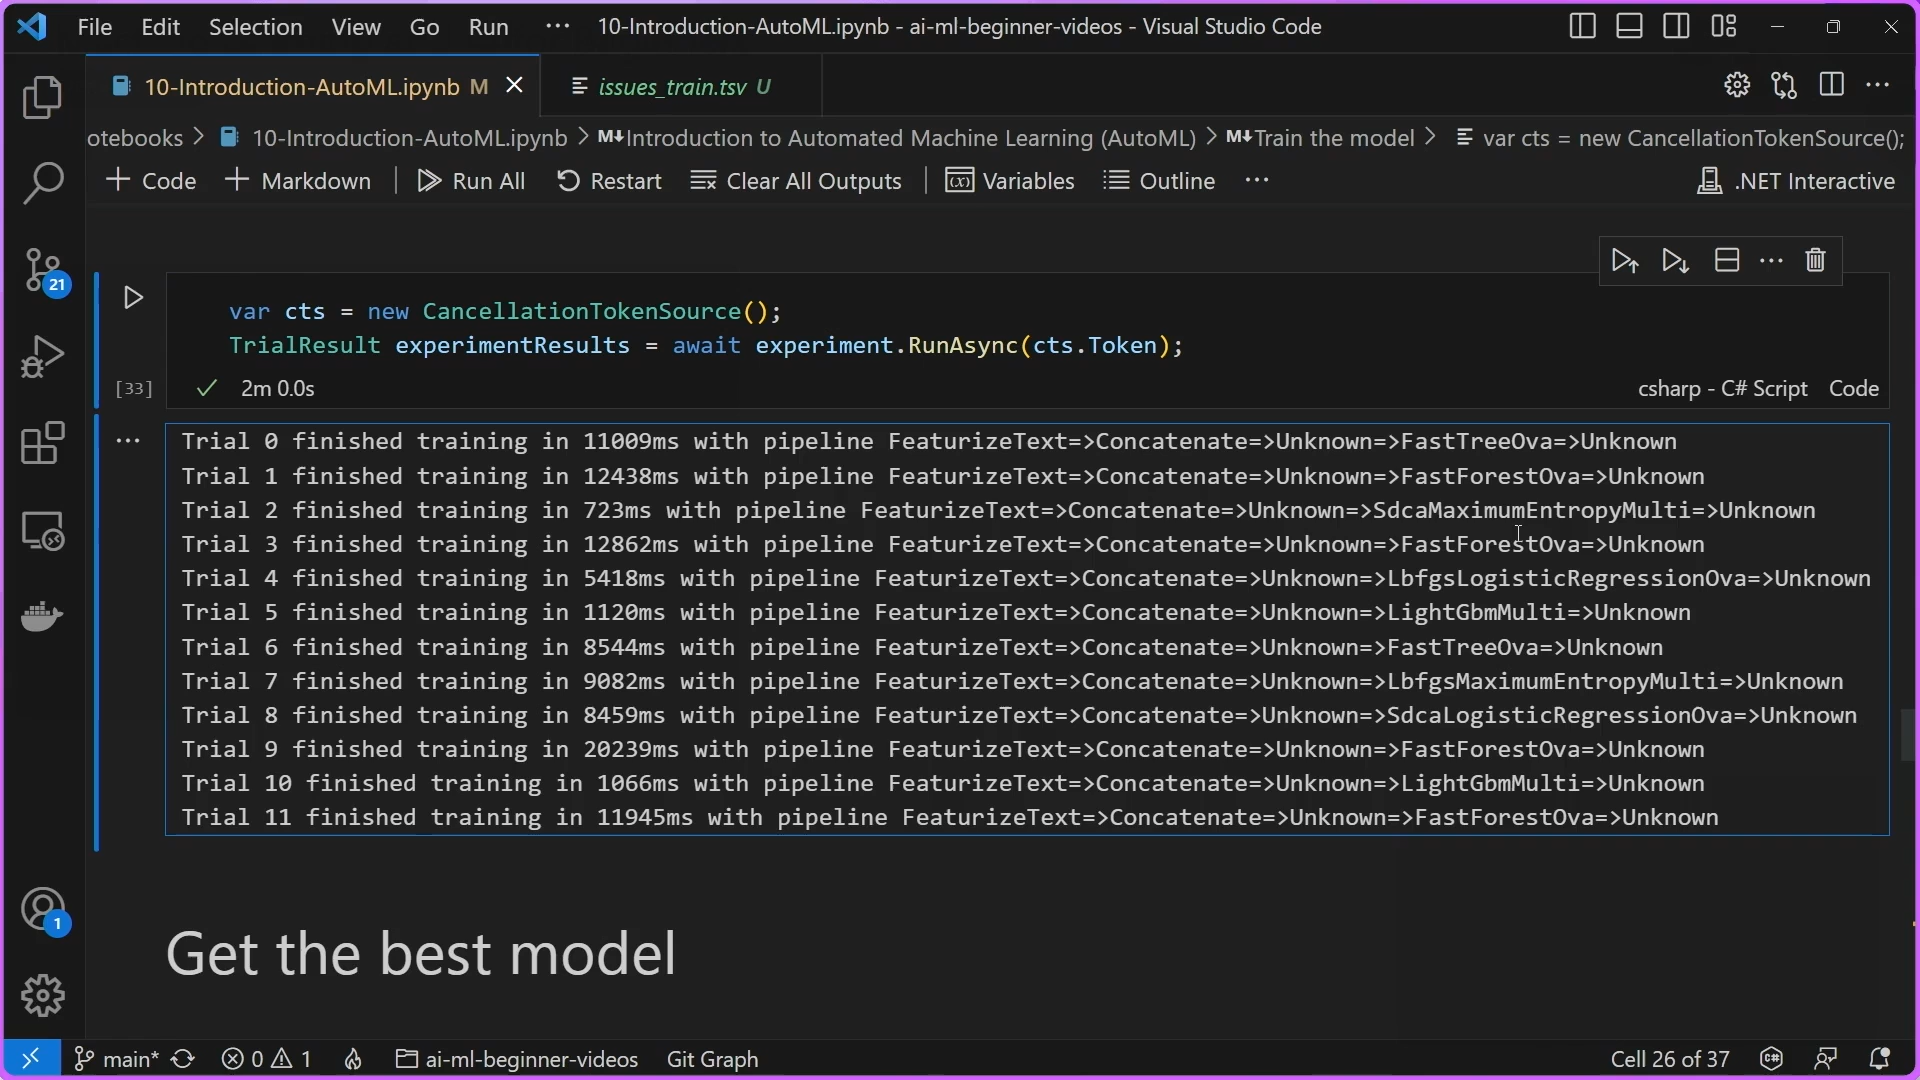 File Edit Selection View Go Run ··· 10-Introduction-AutoML.ipynb - ai-ml-beginner-videos - Visual Studio Code
10-Introduction-AutoML.ipynb M
issues_train.tsv U
otebooks > 10-Introduction-AutoML.ipynb > M↓Introduction to Automated Machine Learning (AutoML) > M↓Train the model > var cts = new CancellationTokenSource();
+ Code + Markdown | Run All Restart Clear All Outputs | (x) Variables Outline ··· .NET Interactive
21
var cts = new CancellationTokenSource();
TrialResult experimentResults = await experiment.RunAsync(cts.Token);
[33] 2m 0.0s csharp - C# Script Code
Trial 0 finished training in 11009ms with pipeline FeaturizeText=>Concatenate=>Unknown=>FastTreeOva=>Unknown
Trial 1 finished training in 12438ms with pipeline FeaturizeText=>Concatenate=>Unknown=>FastForestOva=>Unknown
Trial 2 finished training in 723ms with pipeline FeaturizeText=>Concatenate=>Unknown=>SdcaMaximumEntropyMulti=>Unknown
Trial 3 finished training in 12862ms with pipeline FeaturizeText=>Concatenate=>Unknown=>FastForestOva=>Unknown
Trial 4 finished training in 5418ms with pipeline FeaturizeText=>Concatenate=>Unknown=>LbfgsLogisticRegressionOva=>Unknown
Trial 5 finished training in 1120ms with pipeline FeaturizeText=>Concatenate=>Unknown=>LightGbmMulti=>Unknown
Trial 6 finished training in 8544ms with pipeline FeaturizeText=>Concatenate=>Unknown=>FastTreeOva=>Unknown
Trial 7 finished training in 9082ms with pipeline FeaturizeText=>Concatenate=>Unknown=>LbfgsMaximumEntropyMulti=>Unknown
Trial 8 finished training in 8459ms with pipeline FeaturizeText=>Concatenate=>Unknown=>SdcaLogisticRegressionOva=>Unknown
Trial 9 finished training in 20239ms with pipeline FeaturizeText=>Concatenate=>Unknown=>FastForestOva=>Unknown
Trial 10 finished training in 1066ms with pipeline FeaturizeText=>Concatenate=>Unknown=>LightGbmMulti=>Unknown
Trial 11 finished training in 11945ms with pipeline FeaturizeText=>Concatenate=>Unknown=>FastForestOva=>Unknown
1
Get the best model
main* 0 1 ai-ml-beginner-videos Git Graph Cell 26 of 37 C#